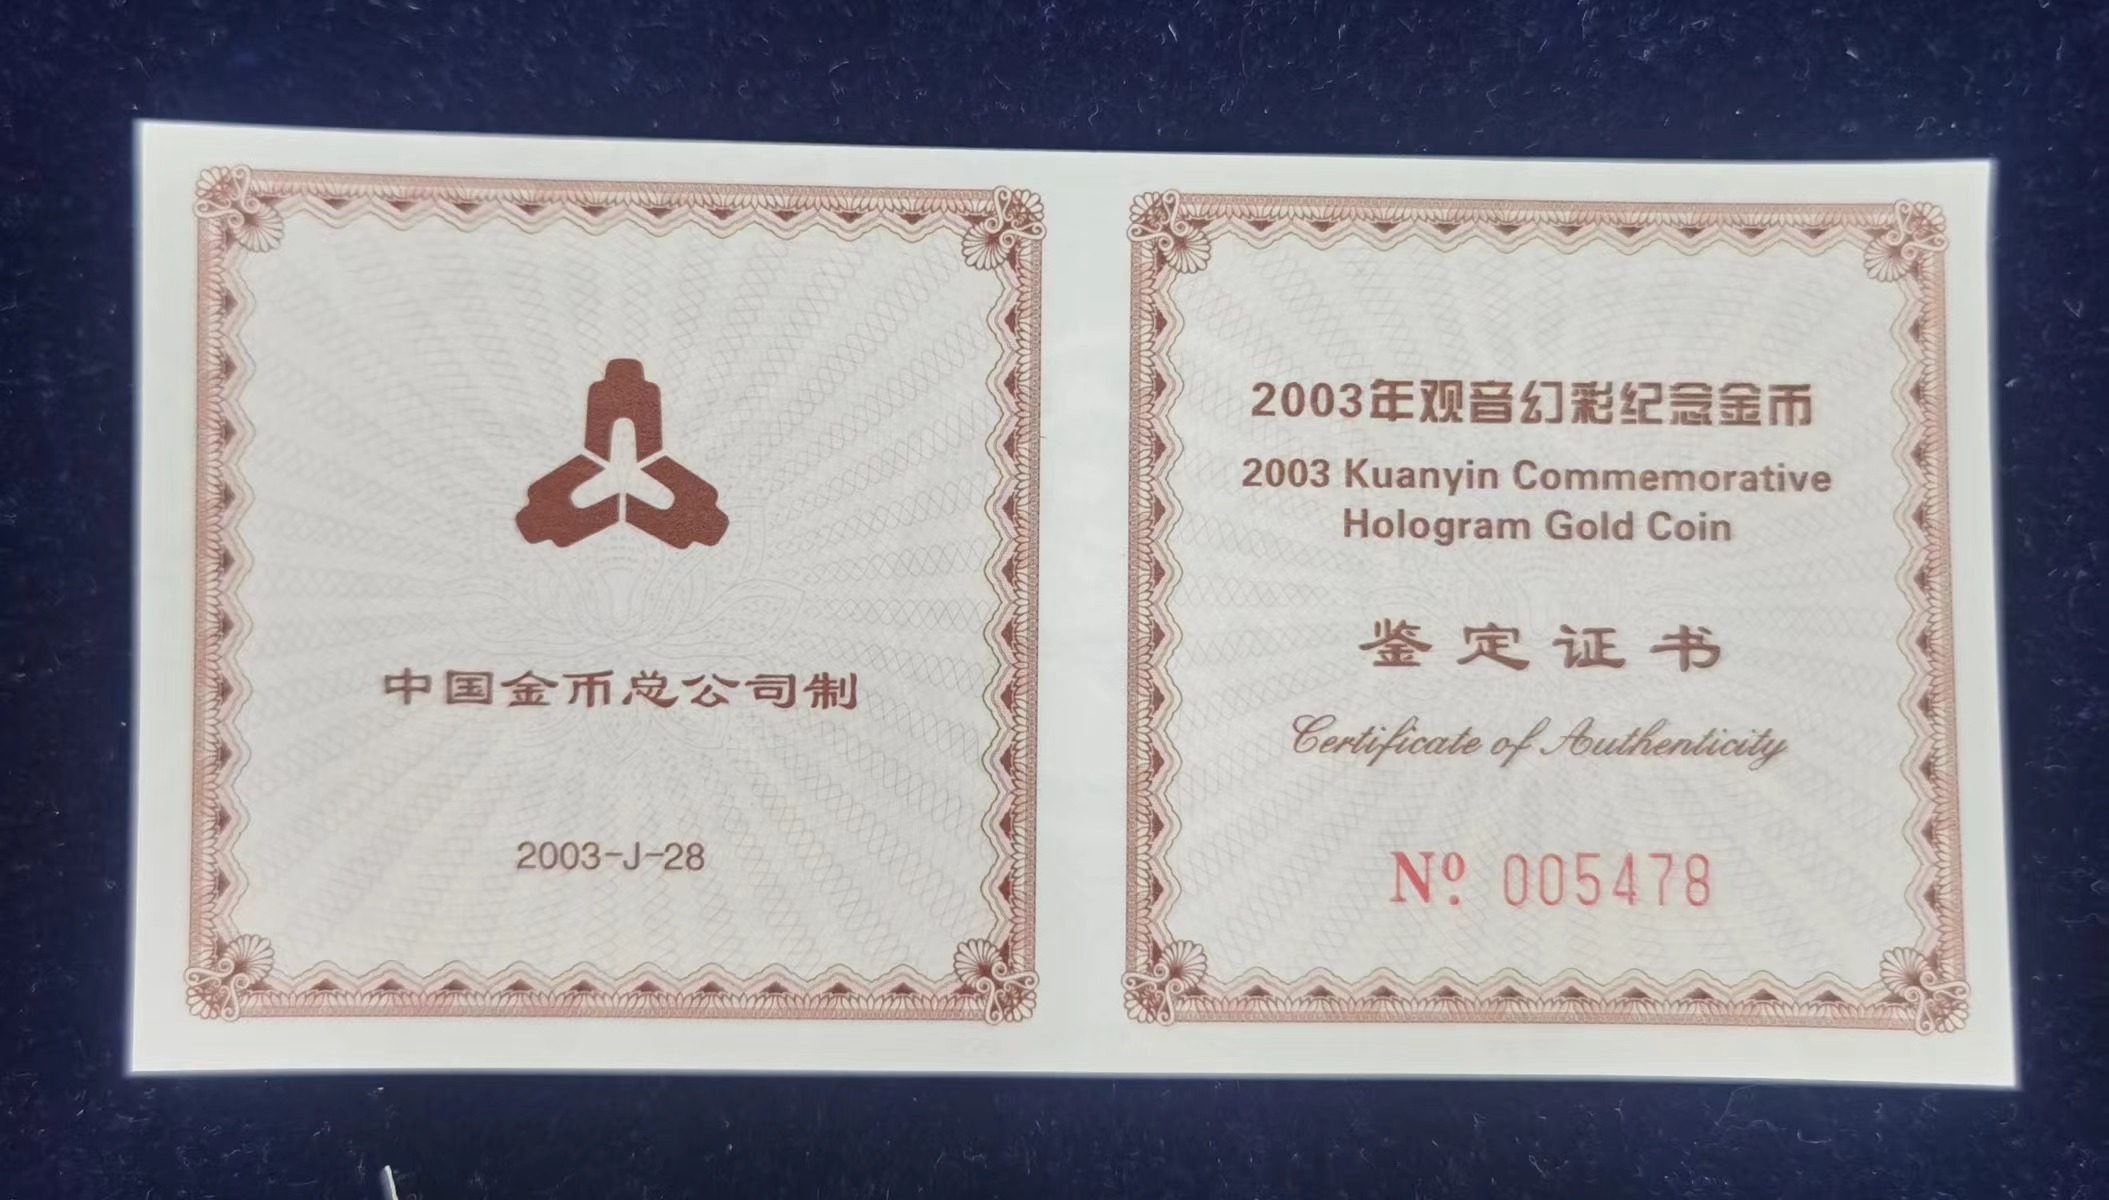 中国金币总公司制
2003-J-28
2003年观音幻彩纪念金币
2003 Kuanyin Commemorative
Hologram Gold Coin
鉴定证书
Certificate of Authenticity
Nº 005478